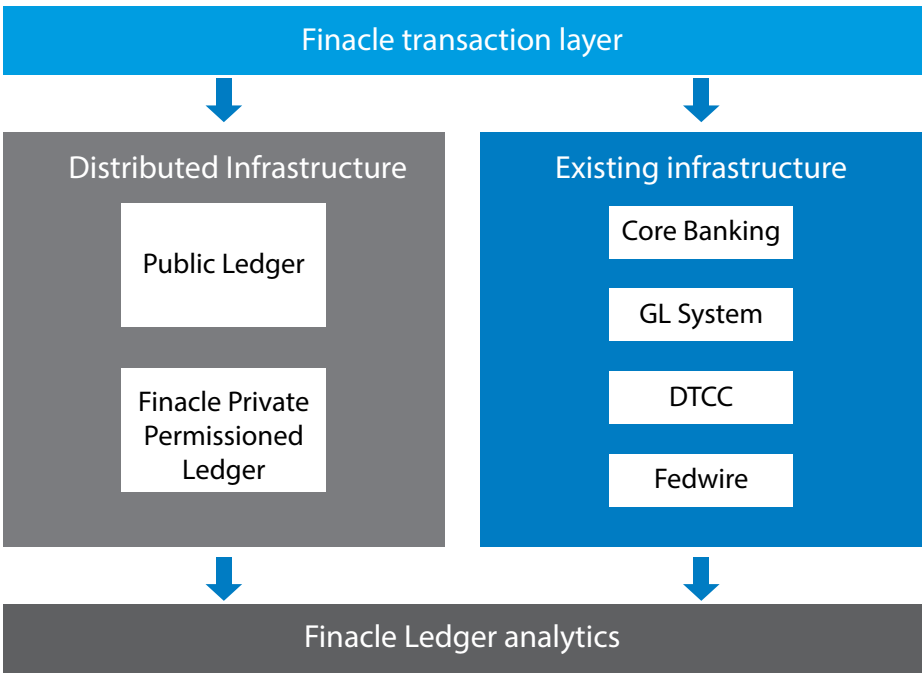 Finacle transaction layer
Distributed Infrastructure
Public Ledger
Finacle Private
Permissioned
Ledger
Existing infrastructure
Core Banking
GL System
DTCC
Fedwire
Finacle Ledger analytics